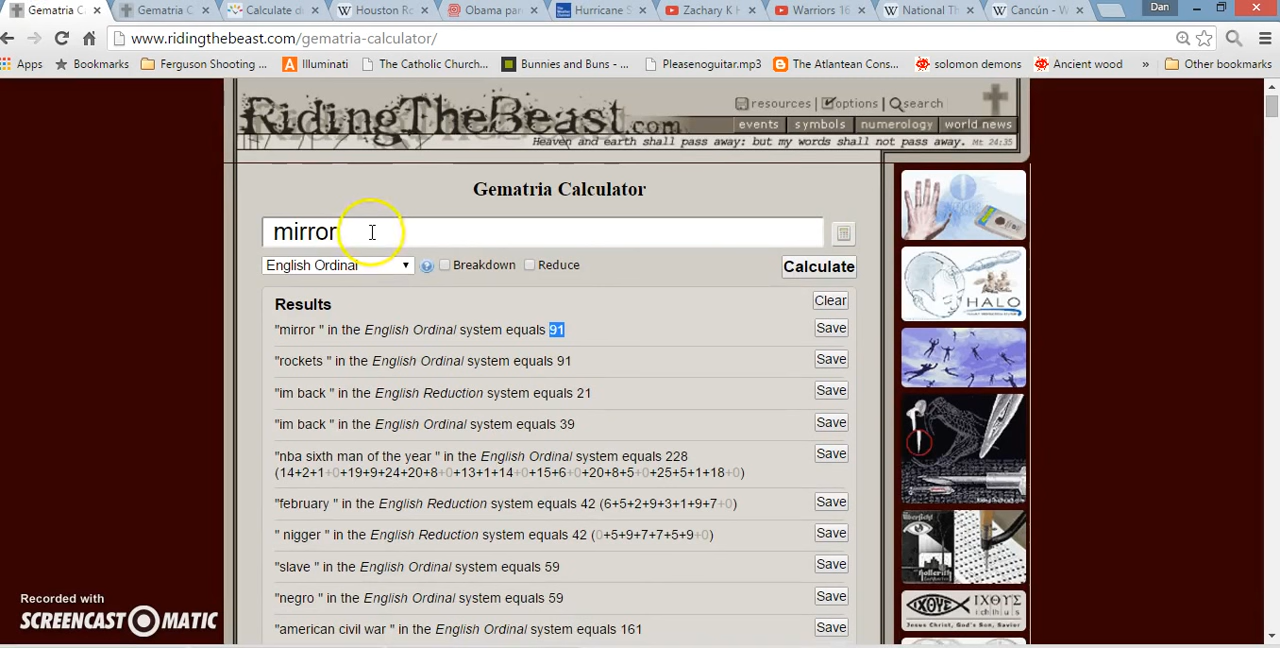 Gematria Ca
Gematria C
Calculate d
Houston Ro
Obama par
Hurricane S
Zachary K H
Warriors 16
National Th
Cancún - W
Dan
www.ridingthebeast.com/gematria-calculator/
Apps
Bookmarks
Ferguson Shooting ...
Illuminati
The Catholic Church...
Bunnies and Buns - ...
Pleasenoguitar.mp3
The Atlantean Con...
solomon demons
Ancient wood
»
Other bookmarks
RidingTheBeast.com
resources | options | search
events | symbols | numerology | world news
Heaven and earth shall pass away: but my words shall not pass away. Mt 24:35
Gematria Calculator
mirror
English Ordinal
Breakdown
Reduce
Calculate
Results
Clear
"mirror " in the English Ordinal system equals 91
Save
"rockets " in the English Ordinal system equals 91
Save
"im back " in the English Reduction system equals 21
Save
"im back " in the English Ordinal system equals 39
Save
"nba sixth man of the year " in the English Ordinal system equals 228
(14+2+1+0+19+9+24+20+8+0+13+1+14+0+15+6+0+20+8+5+0+25+5+1+18+0)
Save
"february " in the English Reduction system equals 42 (6+5+2+9+3+1+9+7+0)
Save
" nigger " in the English Reduction system equals 42 (0+5+9+7+7+5+9+0)
Save
"slave " in the English Ordinal system equals 59
Save
"negro " in the English Ordinal system equals 59
Save
"american civil war " in the English Ordinal system equals 161
Save
HALO
hollerith
ΙΧΘΥΣ
ichthus
Jesus Christ, God's Son, Savior
Recorded with
SCREENCAST-O-MATIC